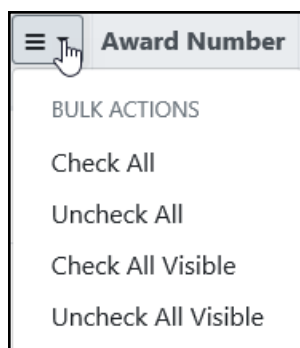 Award Number
BULK ACTIONS
Check All
Uncheck All
Check All Visible
Uncheck All Visible